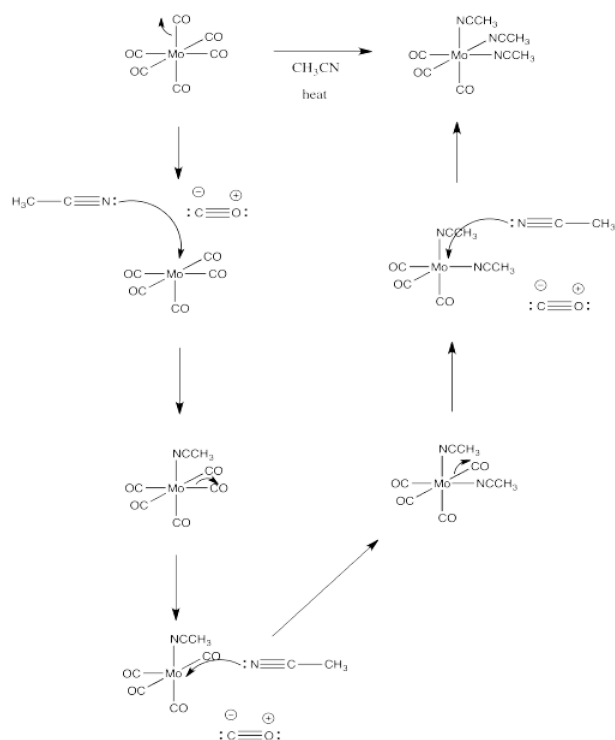 CO
CO
OC Mo CO
OC
CO
CH₃CN
heat
NCCH₃
NCCH₃
OC Mo NCCH₃
OC
CO
H₃C C N:
⊖ ⊕
:C O:
CO
OC Mo CO
OC
CO
:N C CH₃
NCCH₃
OC Mo NCCH₃
OC
CO
⊖ ⊕
:C O:
NCCH₃
CO
OC Mo CO
OC
CO
NCCH₃
CO
OC Mo NCCH₃
OC
CO
NCCH₃
CO
OC Mo
OC
CO
:N C CH₃
⊖ ⊕
:C O: